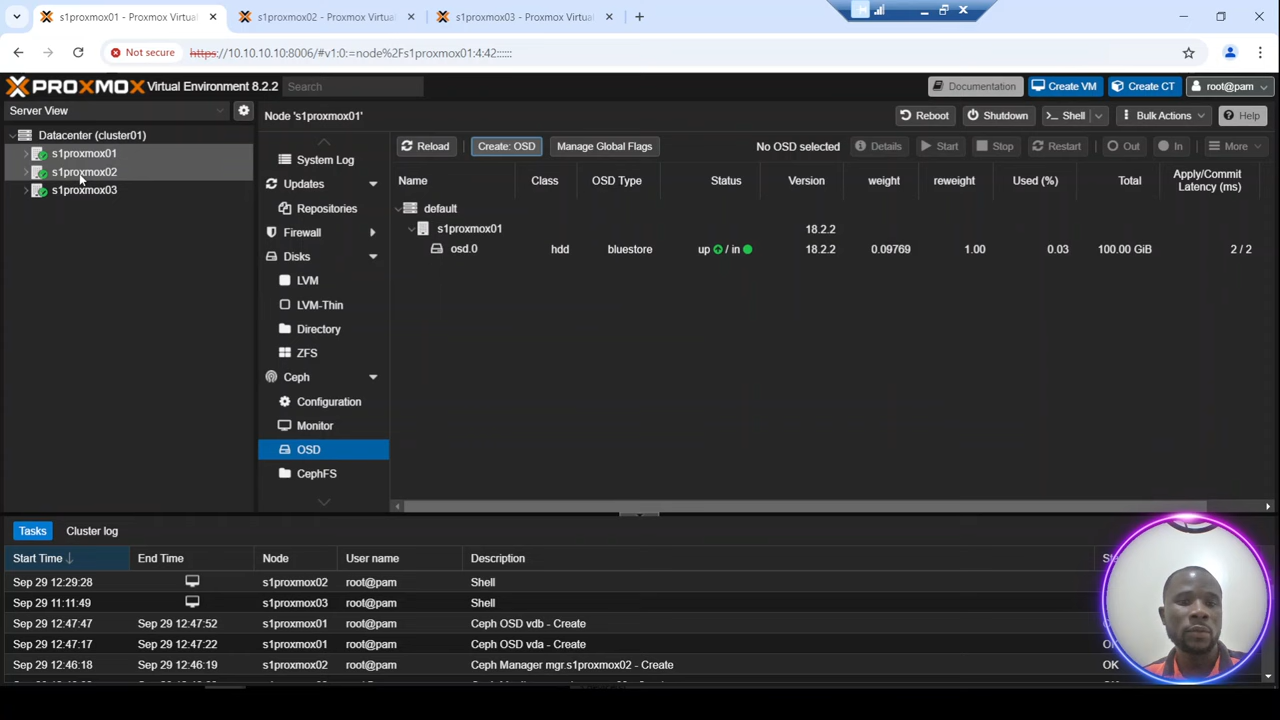 s1proxmox01 - Proxmox Virtual
s1proxmox02 - Proxmox Virtual
s1proxmox03 - Proxmox Virtual
Not secure
https://10.10.10.10:8006/#v1:0:=node%2Fs1proxmox01:4:42::::::
PROXMOX Virtual Environment 8.2.2
Search
Documentation
Create VM
Create CT
root@pam
Server View
Node 's1proxmox01'
Reboot
Shutdown
Shell
Bulk Actions
Help
Datacenter (cluster01)
s1proxmox01
s1proxmox02
s1proxmox03
System Log
Updates
Repositories
Firewall
Disks
LVM
LVM-Thin
Directory
ZFS
Ceph
Configuration
Monitor
OSD
CephFS
Reload
Create: OSD
Manage Global Flags
No OSD selected
Details
Start
Stop
Restart
Out
In
More
Name Class OSD Type Status Version weight reweight Used (%) Total Apply/Commit Latency (ms)
default
s1proxmox01 18.2.2
osd.0 hdd bluestore up / in 18.2.2 0.09769 1.00 0.03 100.00 GiB 2 / 2
Tasks
Cluster log
Start Time End Time Node User name Description
Sep 29 12:29:28 s1proxmox02 root@pam Shell
Sep 29 11:11:49 s1proxmox03 root@pam Shell
Sep 29 12:47:47 Sep 29 12:47:52 s1proxmox01 root@pam Ceph OSD vdb - Create
Sep 29 12:47:17 Sep 29 12:47:22 s1proxmox01 root@pam Ceph OSD vda - Create
Sep 29 12:46:18 Sep 29 12:46:19 s1proxmox02 root@pam Ceph Manager mgr.s1proxmox02 - Create OK